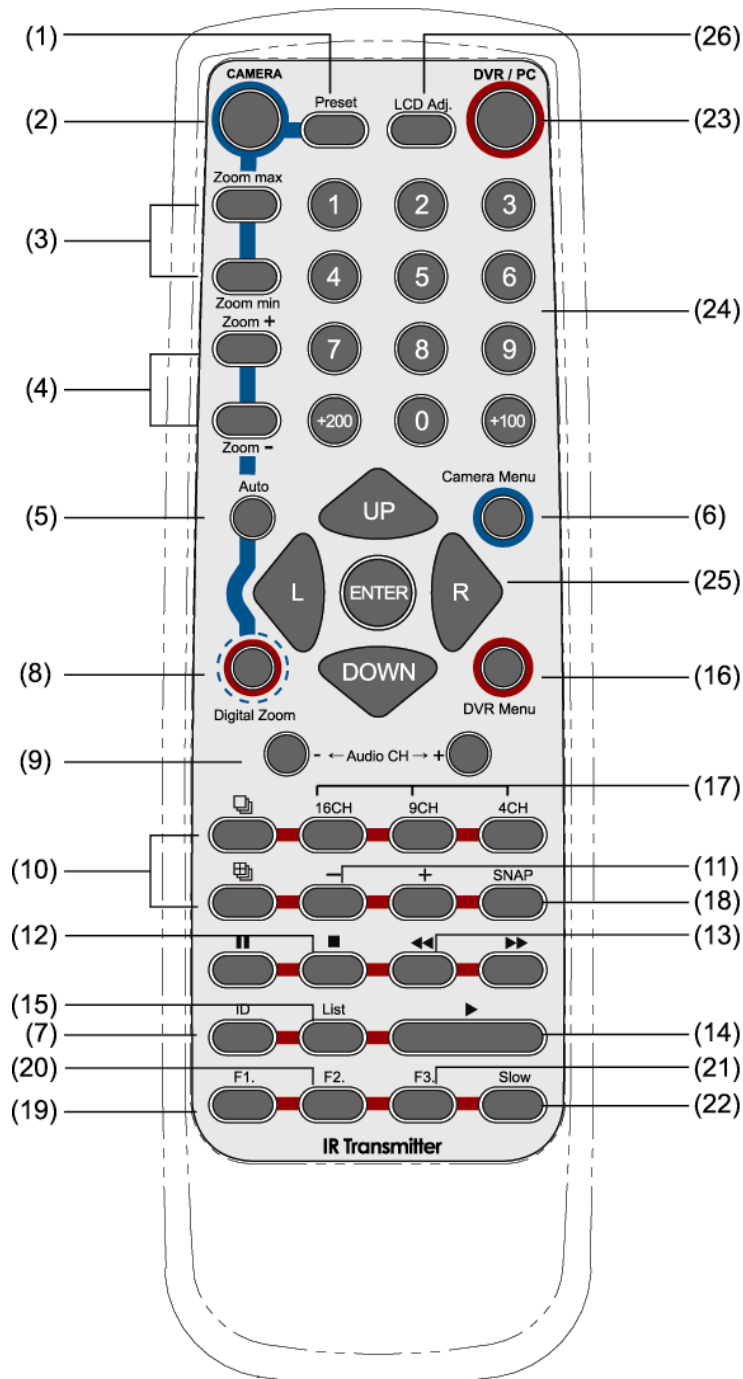 (1) (26)
CAMERA DVR / PC
Preset LCD Adj.
(2) (23)
Zoom max
1 2 3
(3)
4 5 6
Zoom min
(24)
Zoom +
7 8 9
(4)
+200 0 +100
Zoom -
Camera Menu
Auto
UP
(5) (6)
(25)
L ENTER R
(8) DOWN (16)
Digital Zoom DVR Menu
(9) - ←Audio CH→ +
(17)
16CH 9CH 4CH
(10) (11)
- + SNAP
(18)
(12) (13)
(15)
ID List
(7) (14)
(20) (21)
F1. F2. F3. Slow
(19) (22)
IR Transmitter